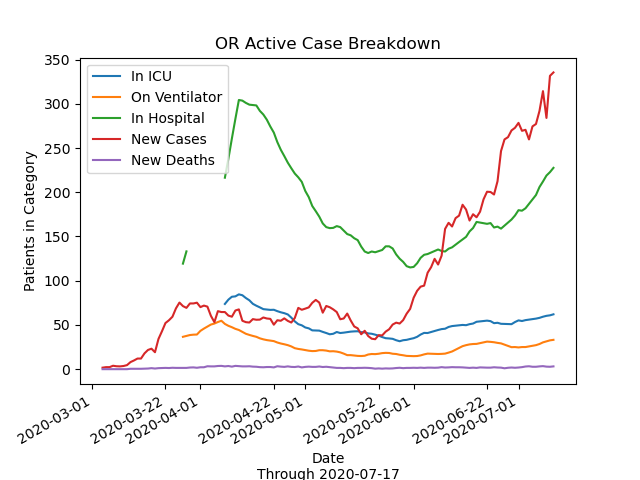 OR Active Case Breakdown
350
300
250
200
150
100
50
0
Patients in Category
In ICU
On Ventilator
In Hospital
New Cases
New Deaths
2020-03-01
2020-03-22
2020-04-01
2020-04-22
2020-05-01
2020-05-22
2020-06-01
2020-06-22
2020-07-01
Date
Through 2020-07-17